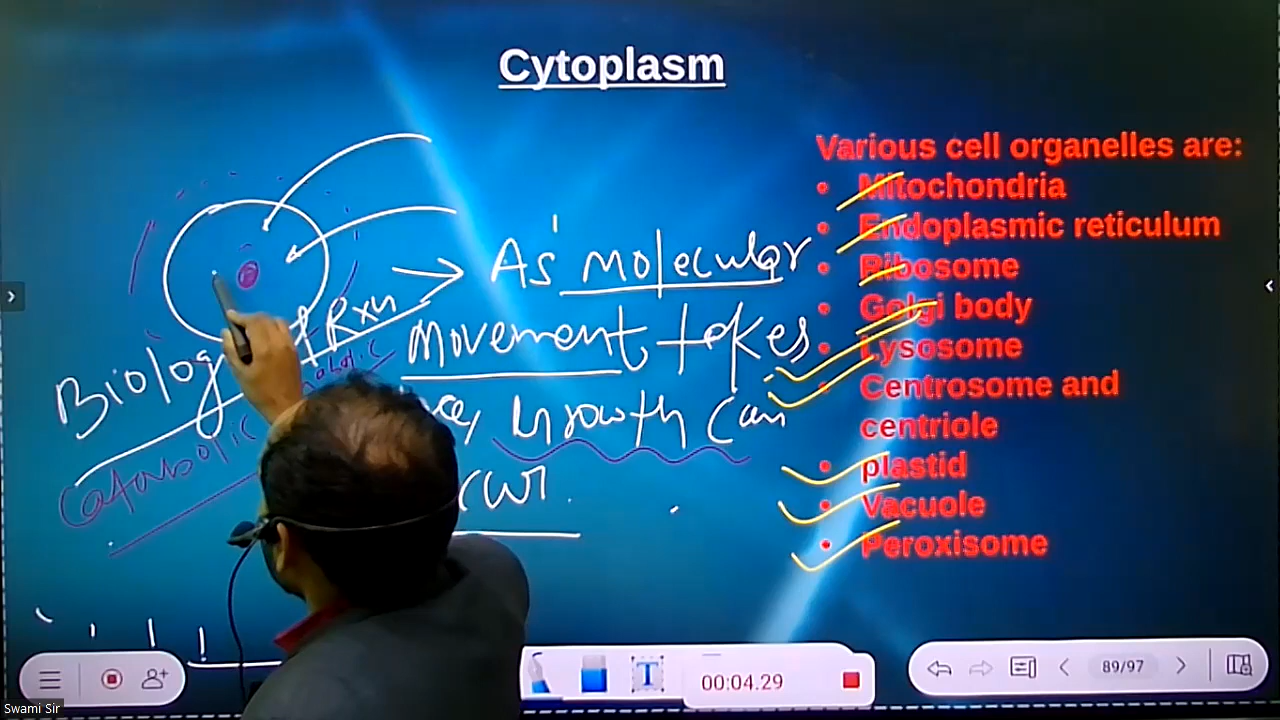 Cytoplasm
Various cell organelles are:
• Mitochondria
• Endoplasmic reticulum
• Ribosome
• Golgi body
• Lysosome
• Centrosome and
centriole
• plastid
• Vacuole
• Peroxisome
As molecular
movement takes
Growth can
Rxn
Catabolic
00:04.29
89/97
Swami Sir